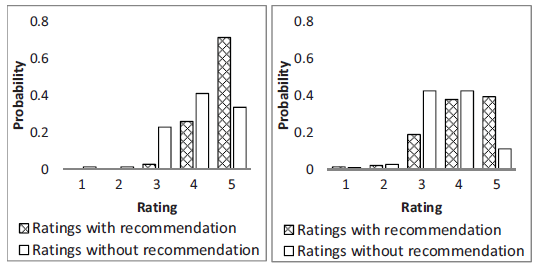 0.8
0.6
0.4
0.2
0
Probability
1 2 3 4 5
Rating
Ratings with recommendation
Ratings without recommendation
0.8
0.6
0.4
0.2
0
Probability
1 2 3 4 5
Rating
Ratings with recommendation
Ratings without recommendation